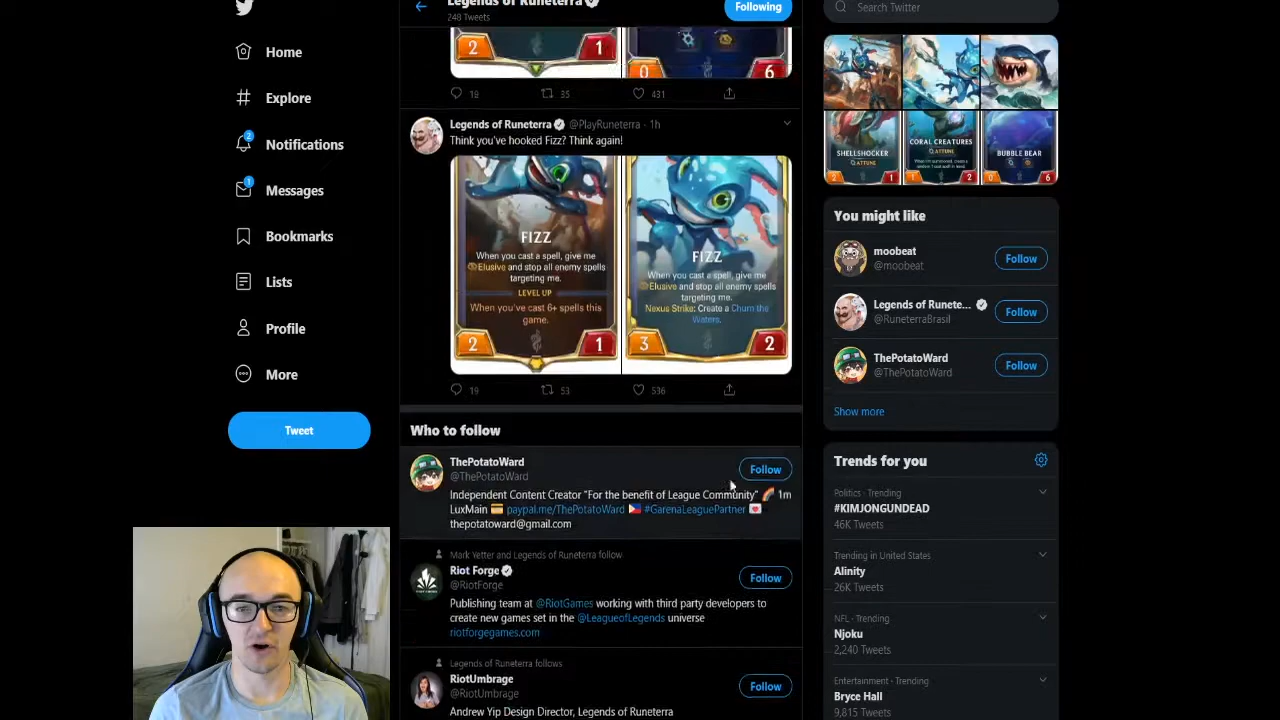 Home
Explore
2
Notifications
1
Messages
Bookmarks
Lists
Profile
More
Tweet
Legends of Runeterra
248 Tweets
Following
2
1
0
6
18
35
431
Legends of Runeterra @PlayRuneterra · 1h
Think you've hooked Fizz? Think again!
FIZZ
When you cast a spell, give me
Elusive and stop all enemy spells
targeting me.
LEVEL UP
When you've cast 6+ spells this
game.
2
1
FIZZ
When you cast a spell, give me
Elusive and stop all enemy spells
targeting me.
Nexus Strike: Create a Chum the
Waters.
3
2
19
53
536
Who to follow
ThePotatoWard
@ThePotatoWard
Follow
Independent Content Creator "For the benefit of League Community" 🌈 1m
LuxMain 💳 paypal.me/ThePotatoWard 🇵🇭 #GarenaLeaguePartner 💌
thepotatoward@gmail.com
Mark Yetter and Legends of Runeterra follow
Riot Forge
@RiotForge
Follow
Publishing team at @RiotGames working with third party developers to
create new games set in the @LeagueofLegends universe
riotforgegames.com
Legends of Runeterra follows
RiotUmbrage
@RiotUmbrage
Follow
Andrew Yip Design Director, Legends of Runeterra
Search Twitter
SHELLSHOCKER
ATTUNE
2
1
CORAL CREATURES
ATTUNE
1
2
BUBBLE BEAR
0
6
You might like
moobeat
@moobeat
Follow
Legends of Runete...
@RuneterraBrasil
Follow
ThePotatoWard
@ThePotatoWard
Follow
Show more
Trends for you
Politics · Trending
#KIMJONGUNDEAD
46K Tweets
Trending in United States
Alinity
26K Tweets
NFL · Trending
Njoku
2,240 Tweets
Entertainment · Trending
Bryce Hall
9,815 Tweets